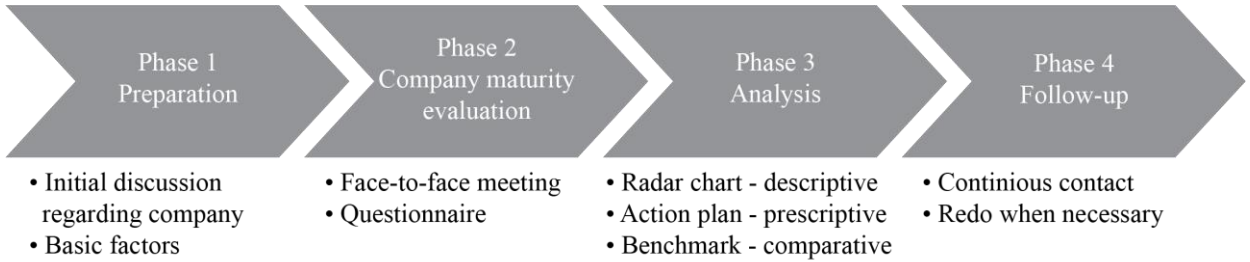 Phase 1
Preparation
Phase 2
Company maturity
evaluation
Phase 3
Analysis
Phase 4
Follow-up
• Initial discussion
regarding company
• Basic factors
• Face-to-face meeting
• Questionnaire
• Radar chart - descriptive
• Action plan - prescriptive
• Benchmark - comparative
• Continious contact
• Redo when necessary